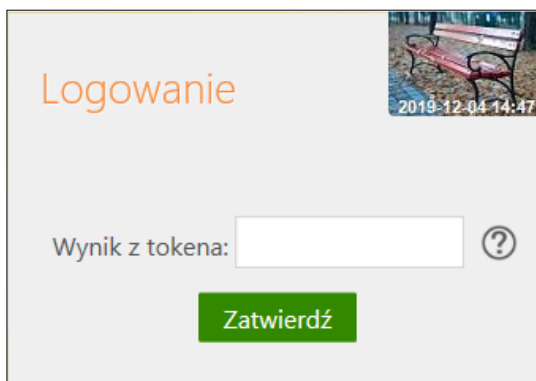 Logowanie
2019-12-04 14:47
Wynik z tokena:
?
Zatwierdź